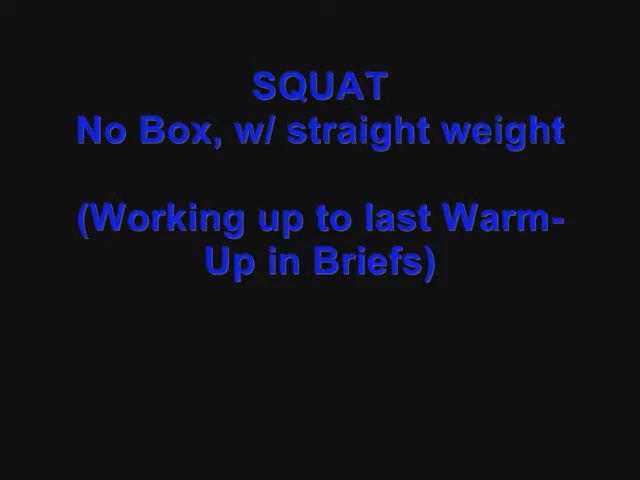 SQUAT
No Box, w/ straight weight
(Working up to last Warm-
Up in Briefs)